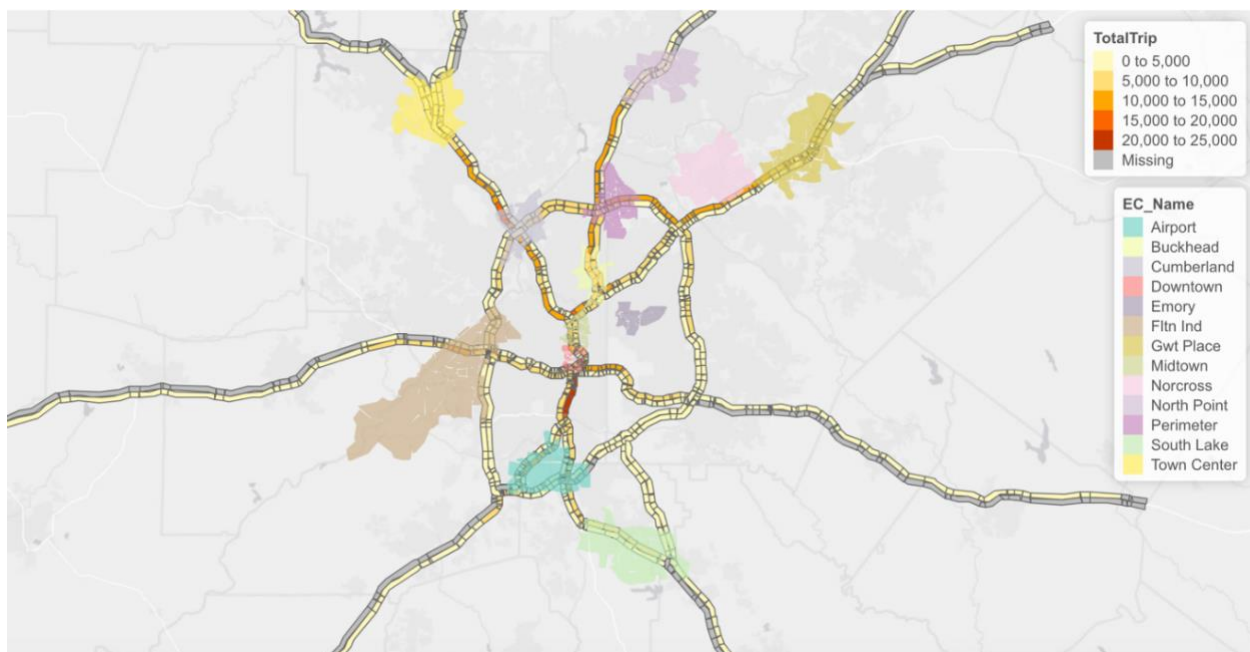 TotalTrip
0 to 5,000
5,000 to 10,000
10,000 to 15,000
15,000 to 20,000
20,000 to 25,000
Missing
EC_Name
Airport
Buckhead
Cumberland
Downtown
Emory
Fltn Ind
Gwt Place
Midtown
Norcross
North Point
Perimeter
South Lake
Town Center